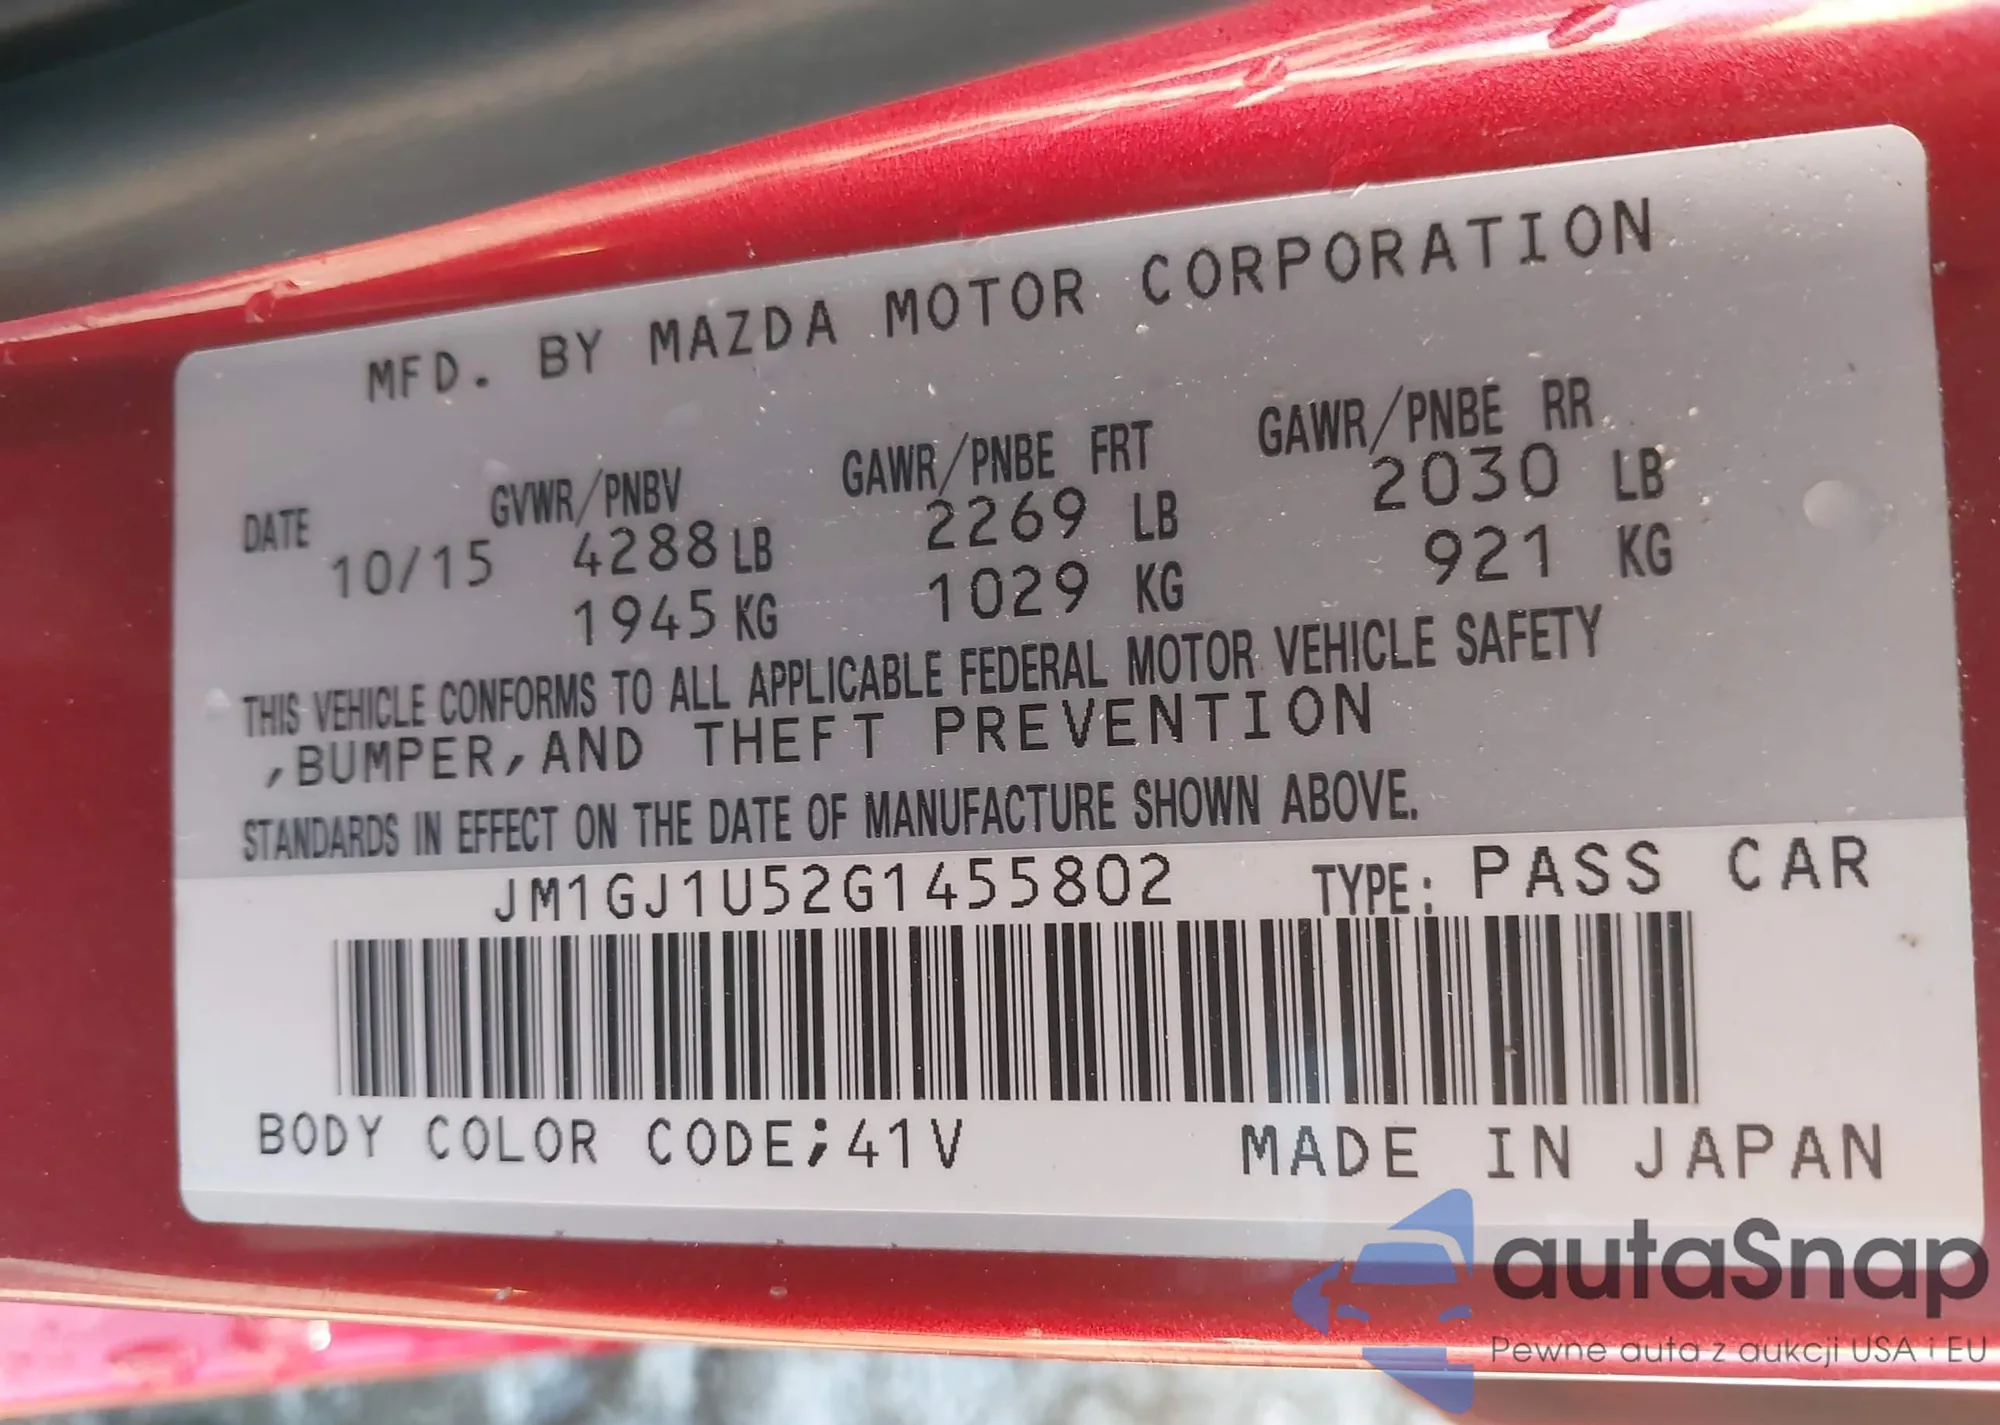 MFD. BY MAZDA MOTOR CORPORATION
DATE GVWR/PNBV GAWR/PNBE FRT GAWR/PNBE RR
10/15 4288 LB 2269 LB 2030 LB
1945 KG 1029 KG 921 KG
THIS VEHICLE CONFORMS TO ALL APPLICABLE FEDERAL MOTOR VEHICLE SAFETY
,BUMPER,AND THEFT PREVENTION
STANDARDS IN EFFECT ON THE DATE OF MANUFACTURE SHOWN ABOVE.
JM1GJ1U52G1455802 TYPE: PASS CAR
BODY COLOR CODE;41V MADE IN JAPAN
autaSnap
Pewne auta z aukcji USA i EU